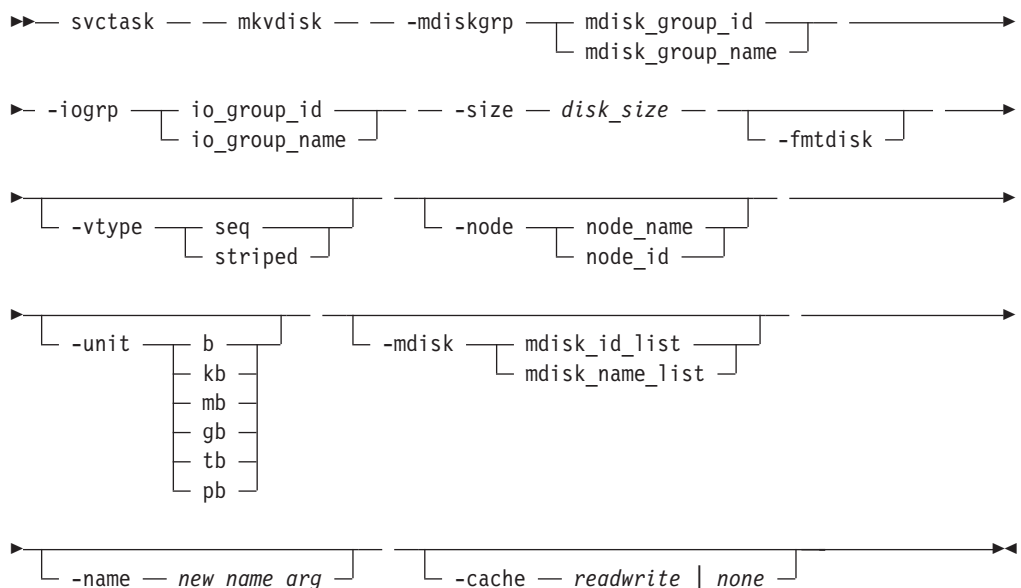 svctask mkvdisk -mdiskgrp mdisk_group_id
mdisk_group_name
-iogrp io_group_id -size disk_size
io_group_name -fmtdisk
-vtype seq -node node_name
striped node_id
-unit b -mdisk mdisk_id_list
kb mdisk_name_list
mb
gb
tb
pb
-name new_name_arg -cache readwrite | none